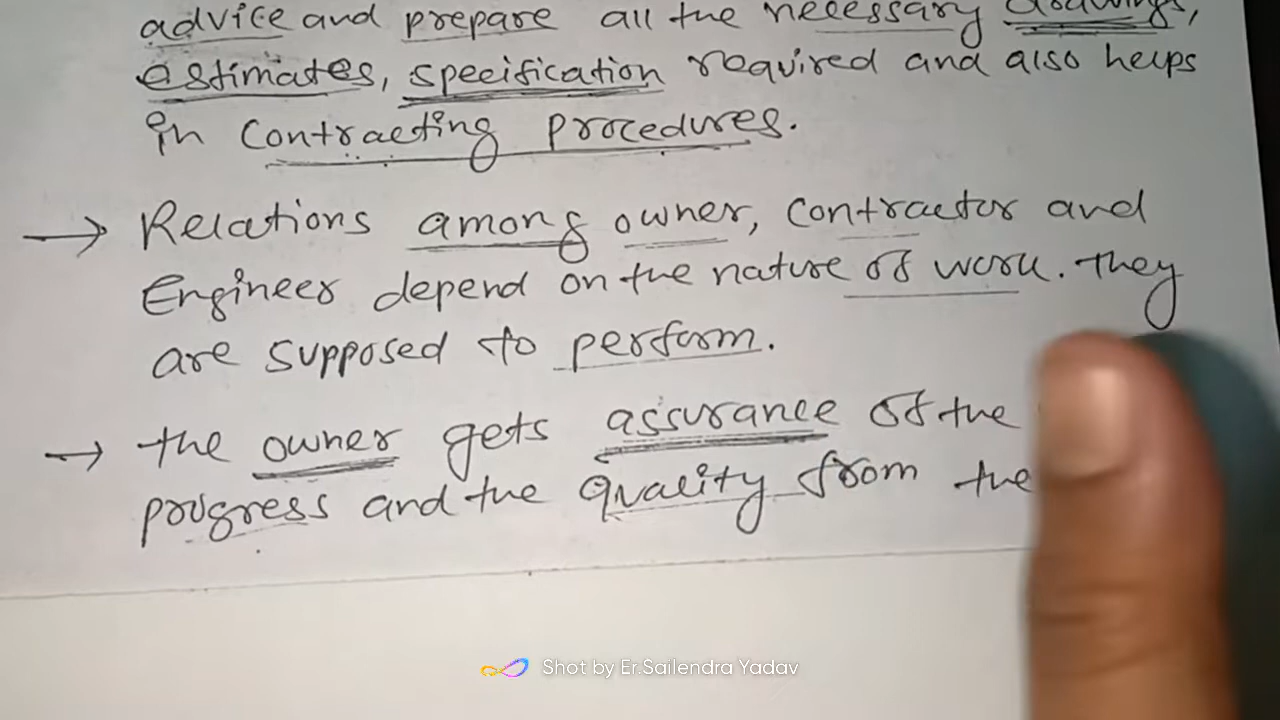 advice and prepare all the necessary drawings,
estimates, specification required and also helps
in contracting procedures.
→ Relations among owner, contractor and
Engineer depend on the nature of work. They
are supposed to perform.
→ the owner gets assurance of the
progress and the quality from the
Shot by Er.Sailendra Yadav